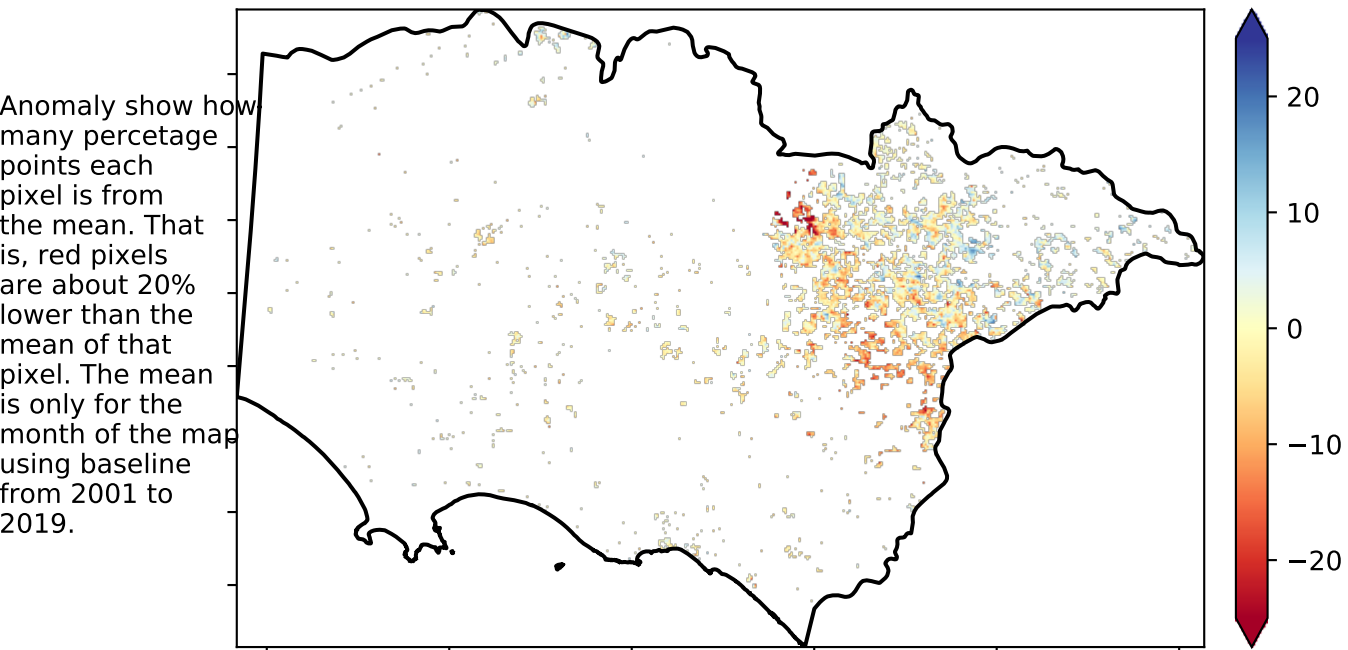 Anomaly show how
many percetage
points each
pixel is from
the mean. That
is, red pixels
are about 20%
lower than the
mean of that
pixel. The mean
is only for the
month of the map
using baseline
from 2001 to
2019.
20
10
0
−10
−20